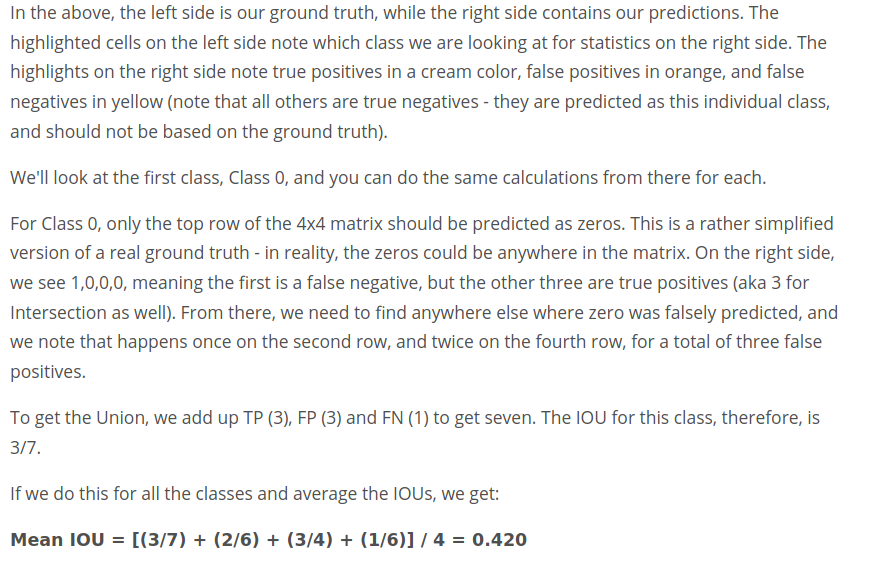 In the above, the left side is our ground truth, while the right side contains our predictions. The
highlighted cells on the left side note which class we are looking at for statistics on the right side. The
highlights on the right side note true positives in a cream color, false positives in orange, and false
negatives in yellow (note that all others are true negatives - they are predicted as this individual class,
and should not be based on the ground truth).
We'll look at the first class, Class 0, and you can do the same calculations from there for each.
For Class 0, only the top row of the 4x4 matrix should be predicted as zeros. This is a rather simplified
version of a real ground truth - in reality, the zeros could be anywhere in the matrix. On the right side,
we see 1,0,0,0, meaning the first is a false negative, but the other three are true positives (aka 3 for
Intersection as well). From there, we need to find anywhere else where zero was falsely predicted, and
we note that happens once on the second row, and twice on the fourth row, for a total of three false
positives.
To get the Union, we add up TP (3), FP (3) and FN (1) to get seven. The IOU for this class, therefore, is
3/7.
If we do this for all the classes and average the IOUs, we get:
Mean IOU = [(3/7) + (2/6) + (3/4) + (1/6)] / 4 = 0.420